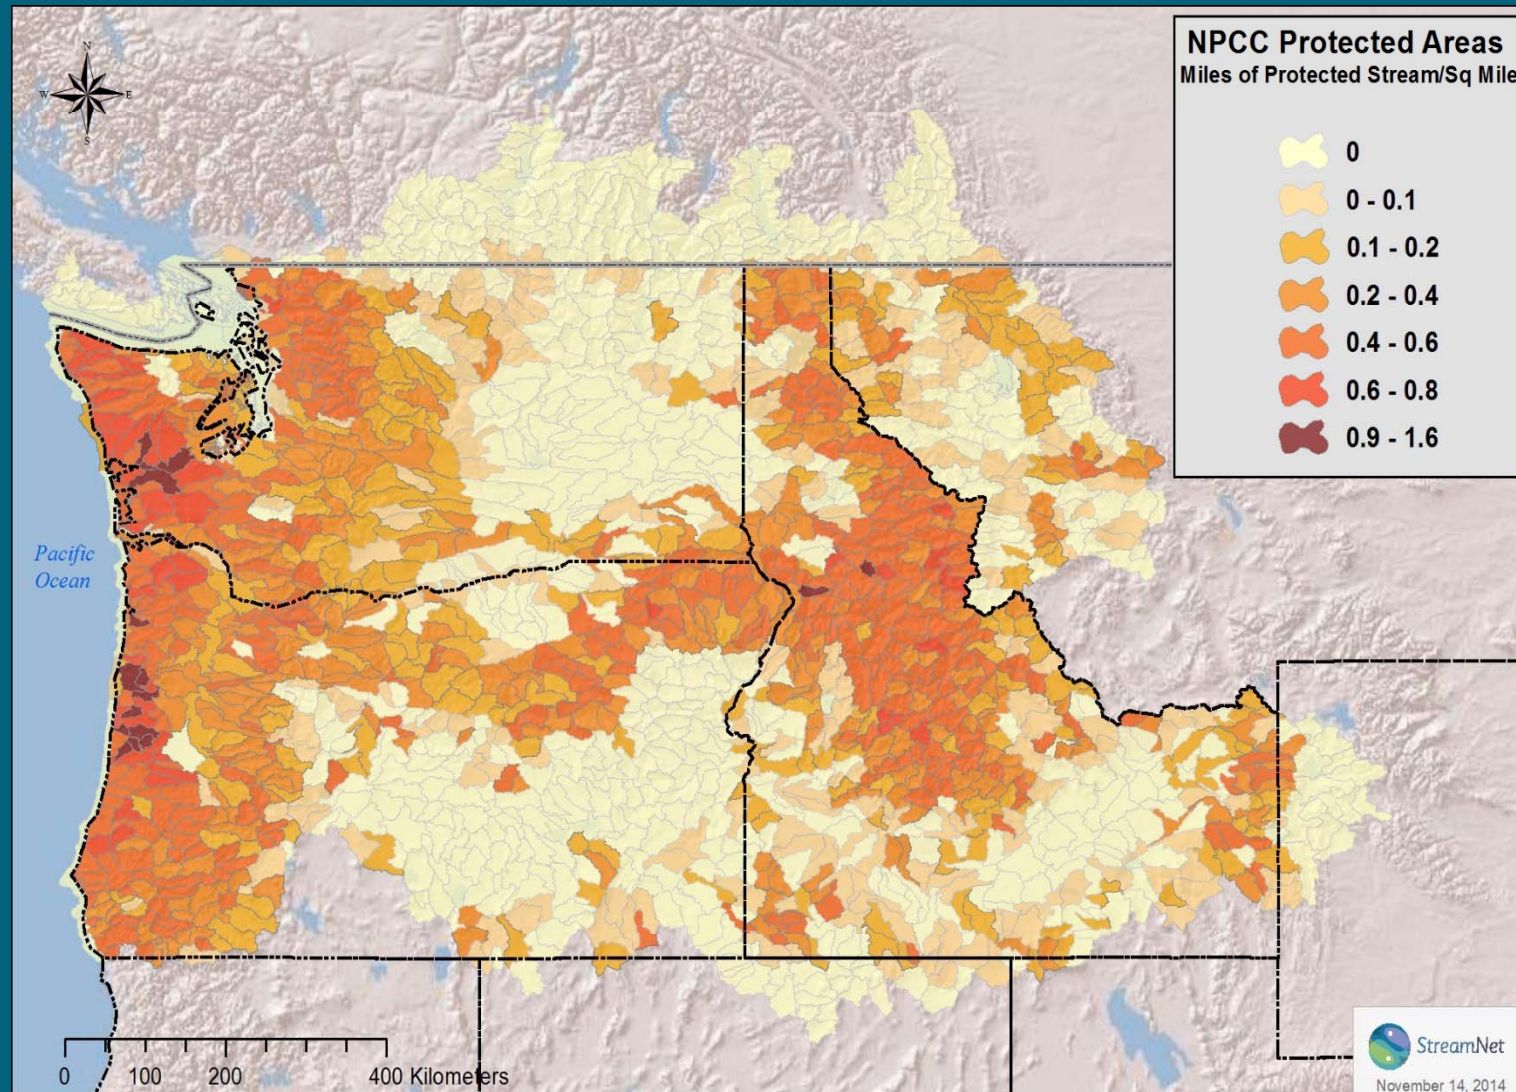 NPCC Protected Areas
Miles of Protected Stream/Sq Mile
0
0 - 0.1
0.1 - 0.2
0.2 - 0.4
0.4 - 0.6
0.6 - 0.8
0.9 - 1.6
N
W
E
S
Pacific
Ocean
0 100 200 400 Kilometers
StreamNet
November 14, 2014